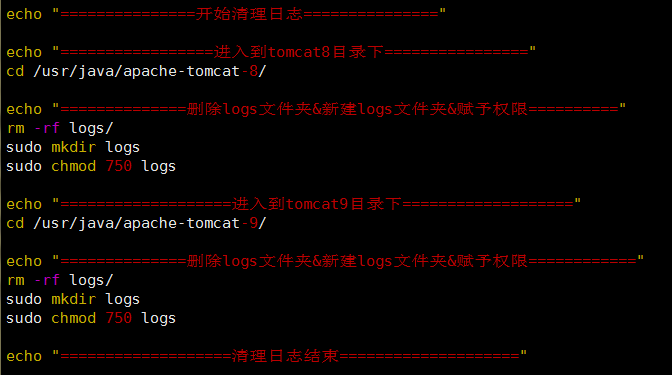 echo "===============开始清理日志==============="
echo "=================进入到tomcat8目录下================"
cd /usr/java/apache-tomcat-8/
echo "==============删除logs文件夹&新建logs文件夹&赋予权限=========="
rm -rf logs/
sudo mkdir logs
sudo chmod 750 logs
echo "===================进入到tomcat9目录下==================="
cd /usr/java/apache-tomcat-9/
echo "==============删除logs文件夹&新建logs文件夹&赋予权限============"
rm -rf logs/
sudo mkdir logs
sudo chmod 750 logs
echo "===================清理日志结束===================="